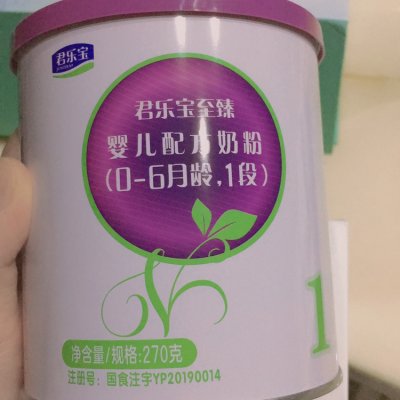 君乐宝
君乐宝至臻
婴儿配方奶粉
(0-6月龄,1段)
1
净含量/规格:270克
注册号: 国食注字YP20190014